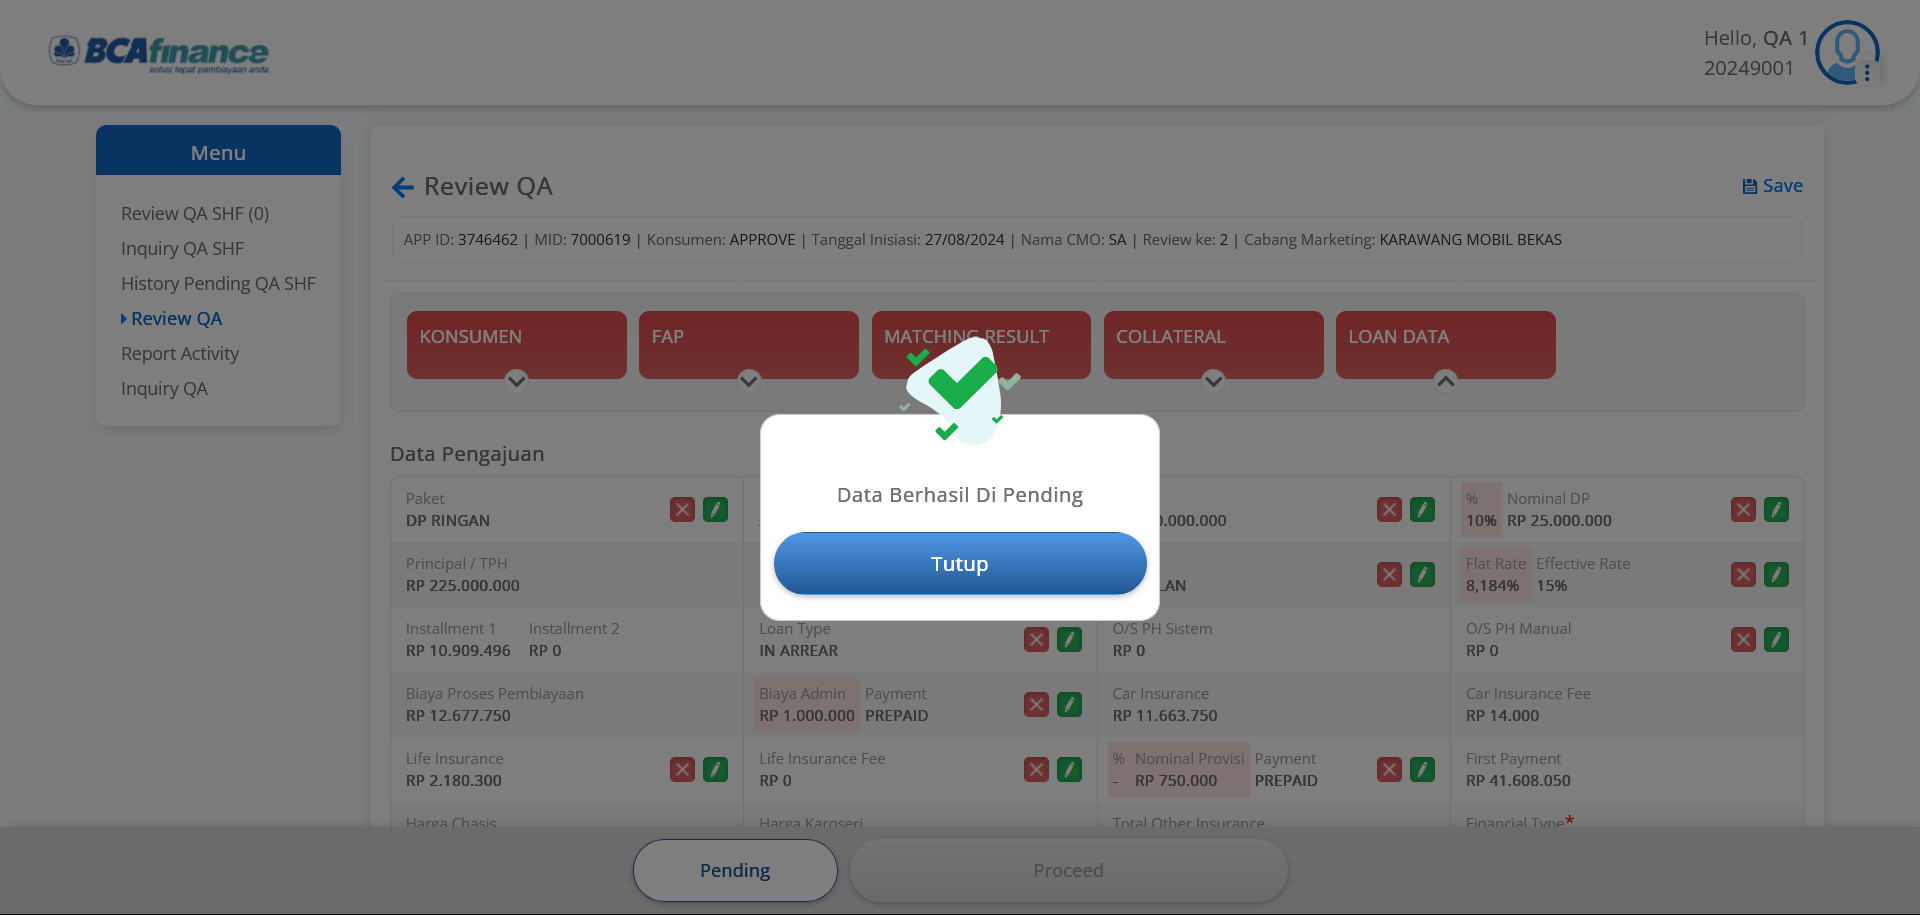 BCAfinance
solusi tepat pembiayaan anda
Hello, QA 1
20249001
Menu
Review QA SHF (0)
Inquiry QA SHF
History Pending QA SHF
Review QA
Report Activity
Inquiry QA
Review QA
Save
APP ID: 3746462 | MID: 7000619 | Konsumen: APPROVE | Tanggal Inisiasi: 27/08/2024 | Nama CMO: SA | Review ke: 2 | Cabang Marketing: KARAWANG MOBIL BEKAS
KONSUMEN FAP MATCHING RESULT COLLATERAL LOAN DATA
Data Pengajuan
Data Berhasil Di Pending
Tutup
Paket % Nominal DP
DP RINGAN 0.000.000 10% RP 25.000.000
Principal / TPH Flat Rate Effective Rate
RP 225.000.000 8,184% 15%
Installment 1 Installment 2 Loan Type O/S PH Sistem O/S PH Manual
RP 10.909.496 RP 0 IN ARREAR RP 0 RP 0
Biaya Proses Pembiayaan Biaya Admin Payment Car Insurance Car Insurance Fee
RP 12.677.750 RP 1.000.000 PREPAID RP 11.663.750 RP 14.000
Life Insurance Life Insurance Fee % Nominal Provisi Payment First Payment
RP 2.180.300 RP 0 - RP 750.000 PREPAID RP 41.608.050
Harga Chasis Harga Karoseri Total Other Insurance Financial Type*
Pending Proceed